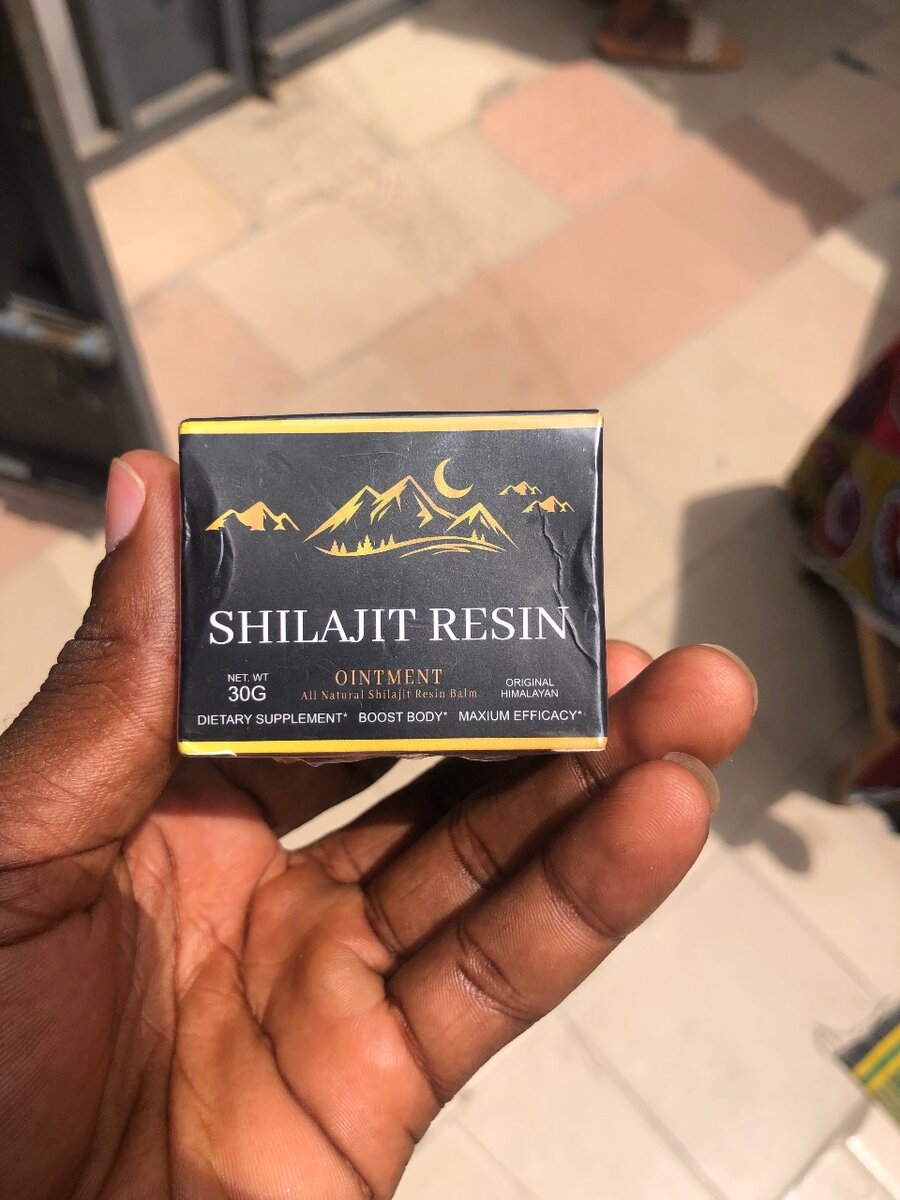 SHILAJIT RESIN
NET. WT
30G
OINTMENT
All Natural Shilajit Resin Balm
ORIGINAL
HIMALAYAN
DIETARY SUPPLEMENT* BOOST BODY* MAXIUM EFFICACY*